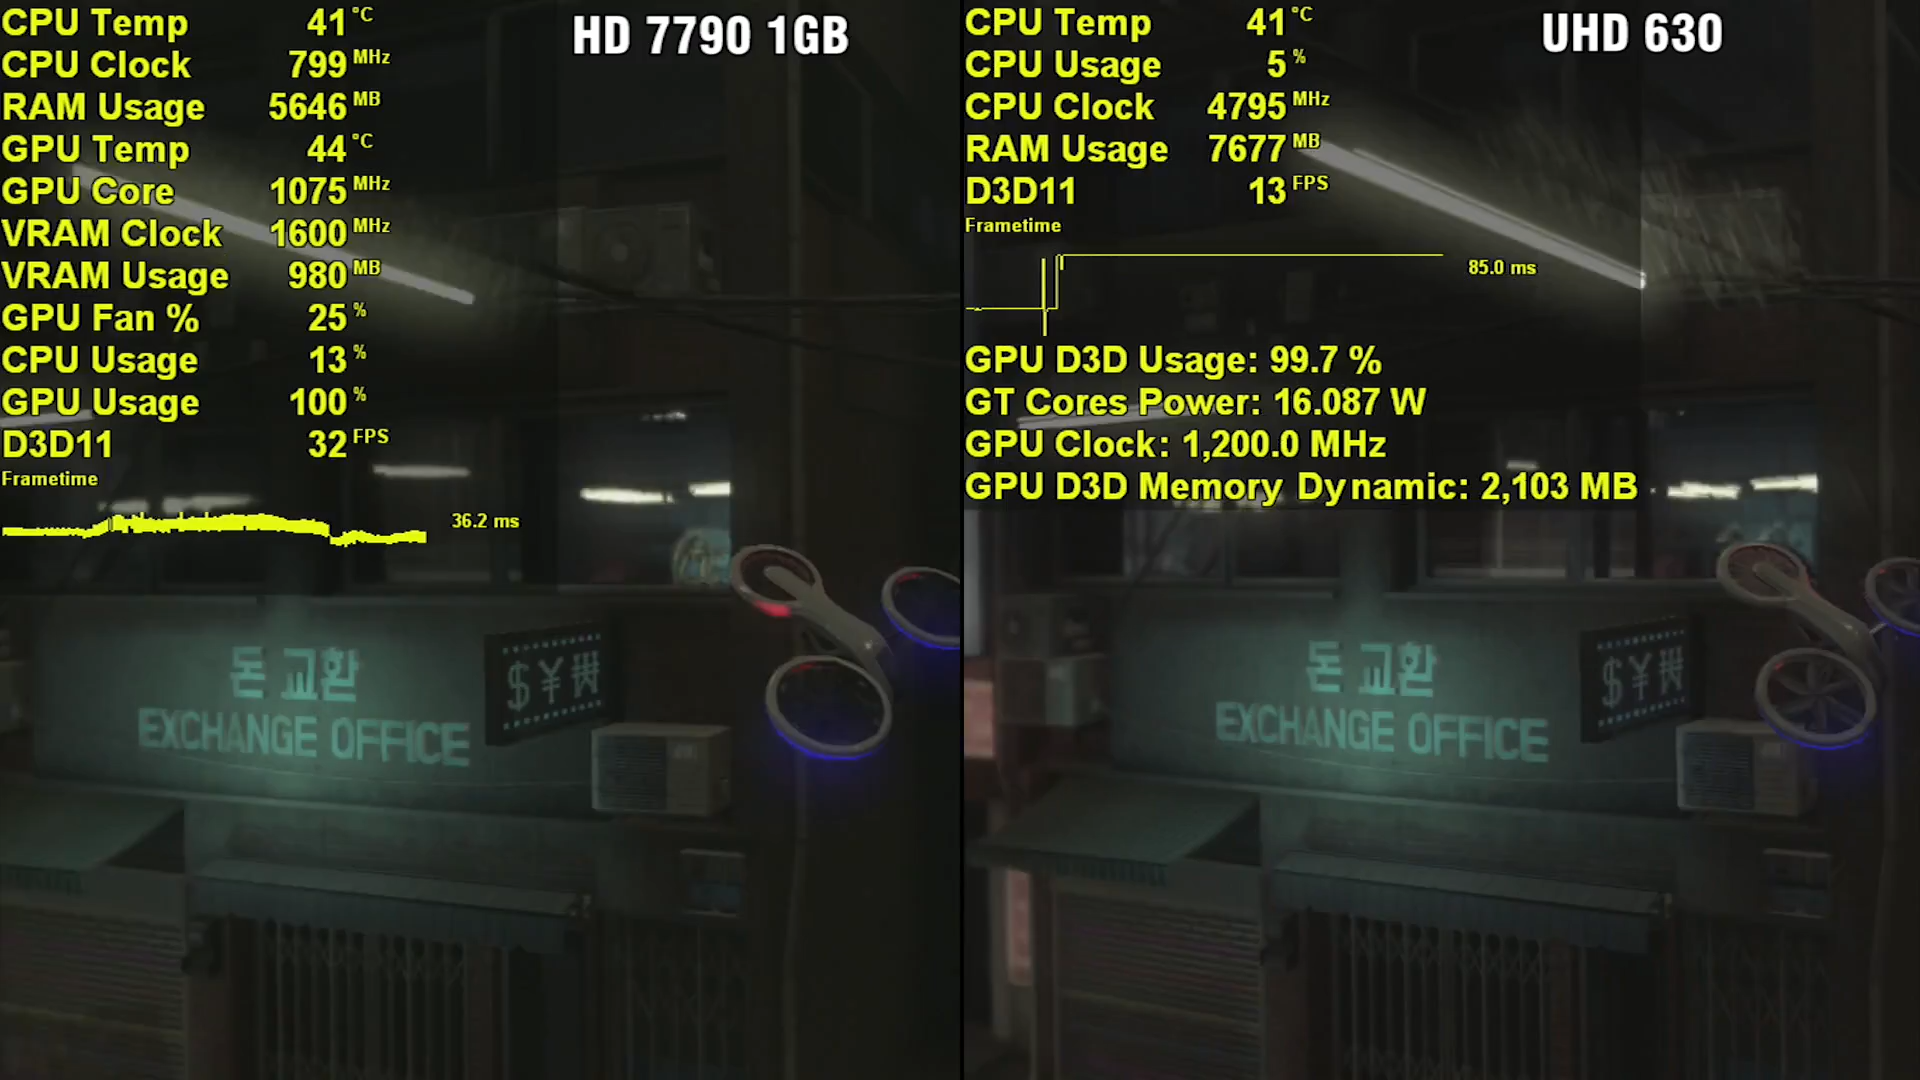 HD 7790 1GB
CPU Temp 41 °C
CPU Clock 799 MHz
RAM Usage 5646 MB
GPU Temp 44 °C
GPU Core 1075 MHz
VRAM Clock 1600 MHz
VRAM Usage 980 MB
GPU Fan % 25 %
CPU Usage 13 %
GPU Usage 100 %
D3D11 32 FPS
Frametime
36.2 ms
돈 교환
EXCHANGE OFFICE
$¥₩
UHD 630
CPU Temp 41 °C
CPU Usage 5 %
CPU Clock 4795 MHz
RAM Usage 7677 MB
D3D11 13 FPS
Frametime
85.0 ms
GPU D3D Usage: 99.7 %
GT Cores Power: 16.087 W
GPU Clock: 1,200.0 MHz
GPU D3D Memory Dynamic: 2,103 MB
돈 교환
EXCHANGE OFFICE
$¥₩